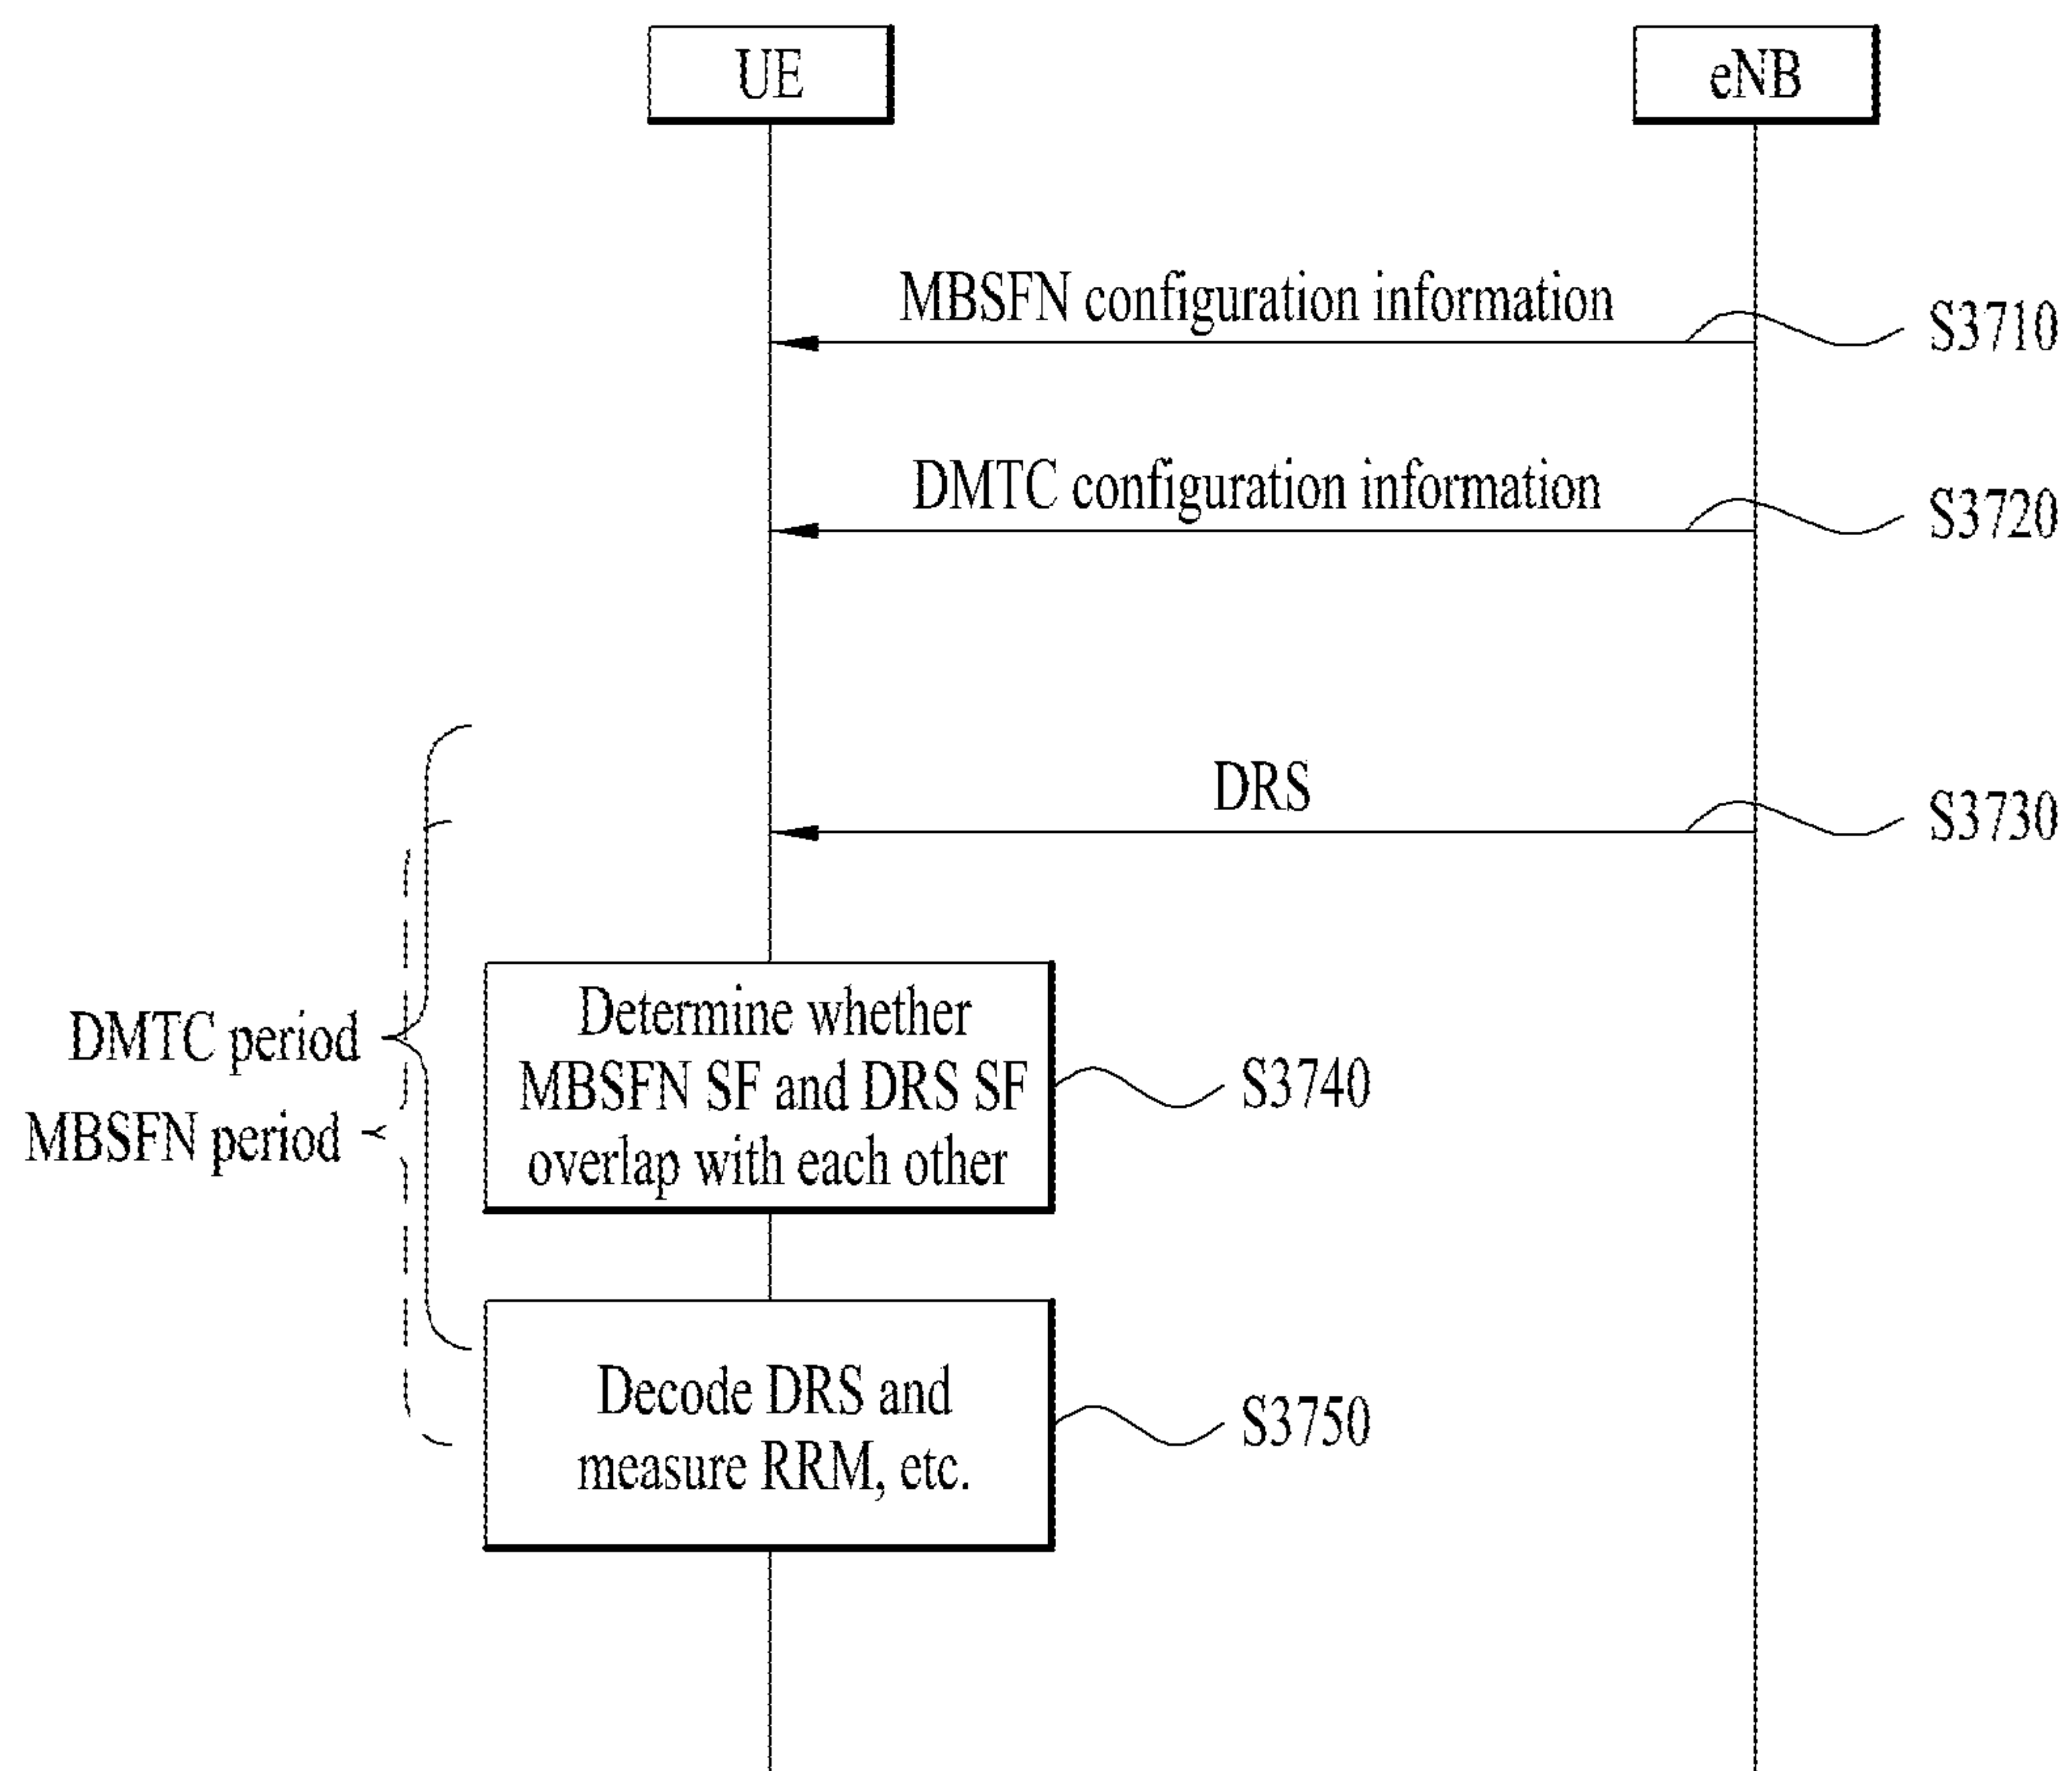 UE
eNB
MBSFN configuration information
S3710
DMTC configuration information
S3720
DRS
S3730
Determine whether
MBSFN SF and DRS SF
overlap with each other
S3740
DMTC period
MBSFN period
Decode DRS and
measure RRM, etc.
S3750